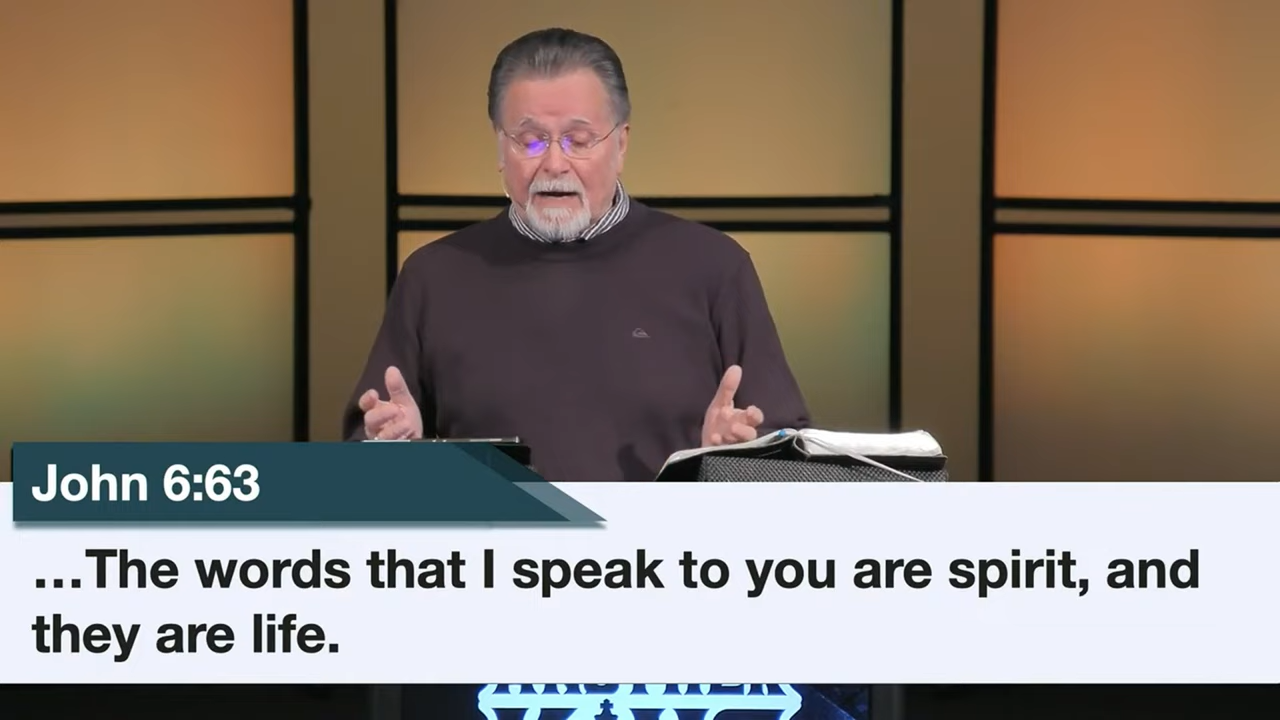 John 6:63
...The words that I speak to you are spirit, and
they are life.